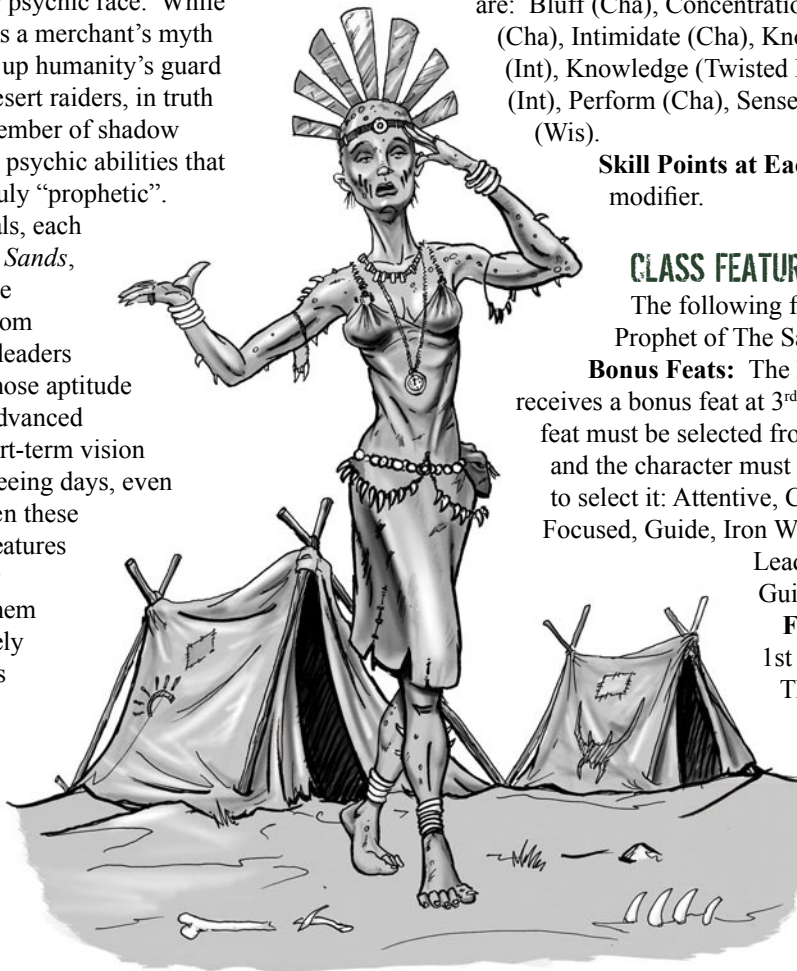 psychic race. While
s a merchant’s myth
up humanity’s guard
esert raiders, in truth
ember of shadow
psychic abilities that
uly “prophetic”.
als, each
Sands,
e
om
leaders
hose aptitude
dvanced
rt-term vision
eeing days, even
en these
eatures
hem
ely
s
are: Bluff (Cha), Concentration
(Cha), Intimidate (Cha), Kno
(Int), Knowledge (Twisted
(Int), Perform (Cha), Sense
(Wis).
Skill Points at Eac
modifier.
CLASS FEATUR
The following f
Prophet of The Sa
Bonus Feats: The
receives a bonus feat at 3rd
feat must be selected fro
and the character must
to select it: Attentive, C
Focused, Guide, Iron W
Lead
Gui
F
1st
Th